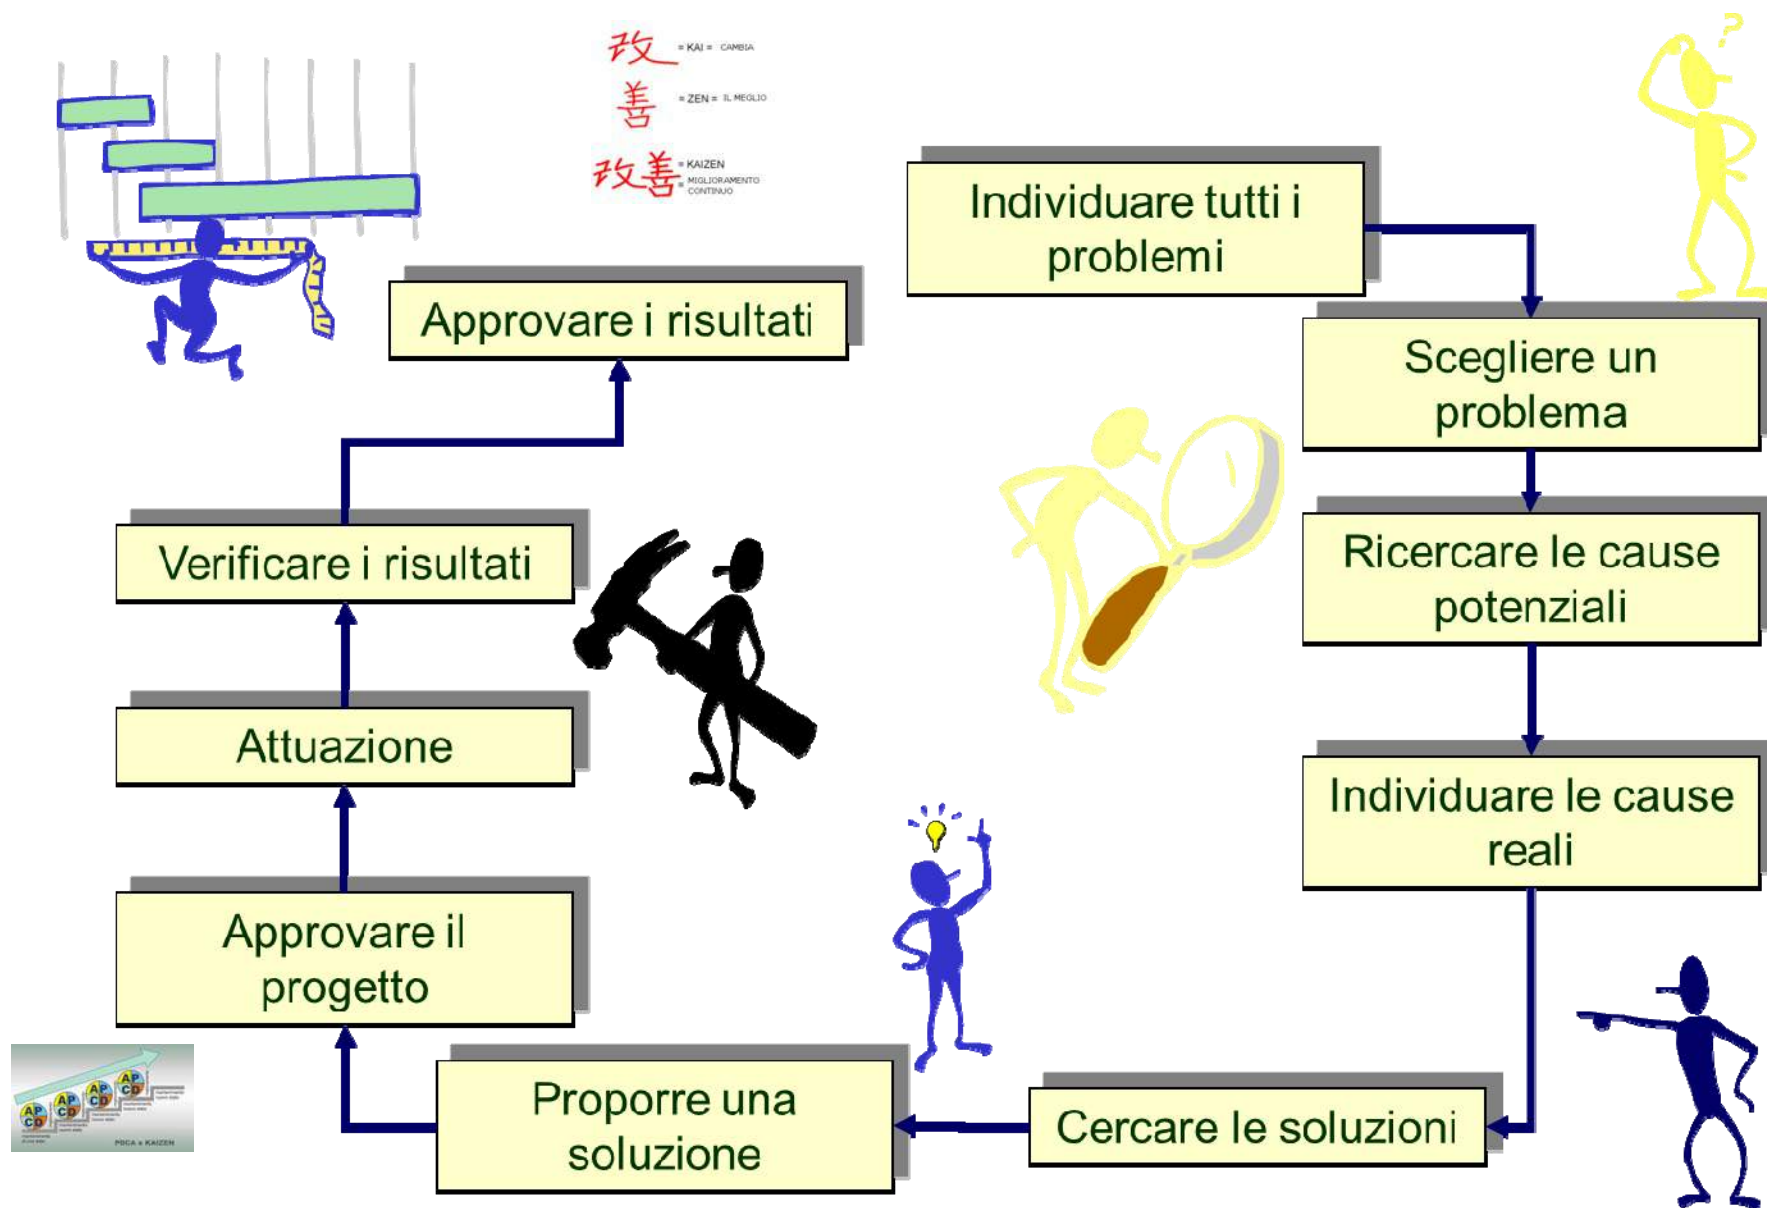 改 = KAI = CAMBIA
善 = ZEN = IL MEGLIO
改善 = KAIZEN
= MIGLIORAMENTO
CONTINUO
Individuare tutti i
problemi
Scegliere un
problema
Ricercare le cause
potenziali
Individuare le cause
reali
Cercare le soluzioni
Proporre una
soluzione
Approvare il
progetto
Attuazione
Verificare i risultati
Approvare i risultati
?
A P
C D
A P
C D
A P
C D
A P
C D
PDCA e KAIZEN